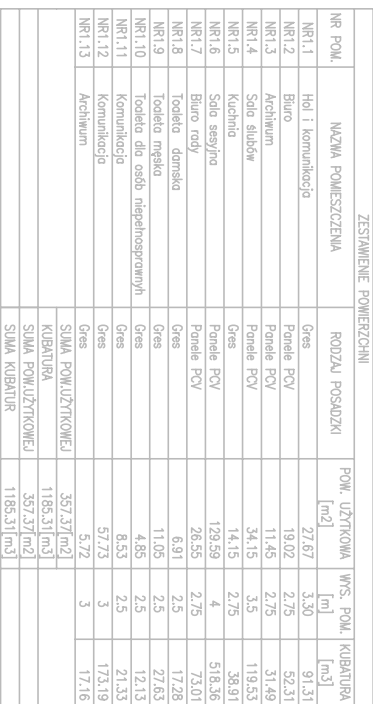 ZESTAWIENIE POWIERZCHNI
NR POM. NAZWA POMIESZCZENIA RODZAJ POSADZKI POW. UŻYTKOWA [m2] WYS. POM. [m] KUBATURA [m3]
NR1.1 Hol i komunikacja Gres 27.67 3.30 91.31
NR1.2 Biuro Panele PCV 19.02 2.75 52.31
NR1.3 Archiwum Panele PCV 11.45 2.75 31.49
NR1.4 Sala ślubów Panele PCV 34.15 3.5 119.53
NR1.5 Kuchnia Gres 14.15 2.75 38.91
NR1.6 Sala sesyjna Panele PCV 129.59 4 518.36
NR1.7 Biuro rady Panele PCV 26.55 2.75 73.01
NR1.8 Toaleta damska Gres 6.91 2.5 17.28
NR1.9 Toaleta męska Gres 11.05 2.5 27.63
NR1.10 Toaleta dla osób niepełnosprawnyh Gres 4.85 2.5 12.13
NR1.11 Komunikacja Gres 8.53 2.5 21.33
NR1.12 Komunikacja Gres 57.73 3 173.19
NR1.13 Archiwum Gres 5.72 3 17.16
SUMA POW.UŻYTKOWEJ 357.37[m2]
KUBATURA 1185.31[m3]
SUMA POW.UŻYTKOWEJ 357.37[m2]
SUMA KUBATUR 1185.31[m3]